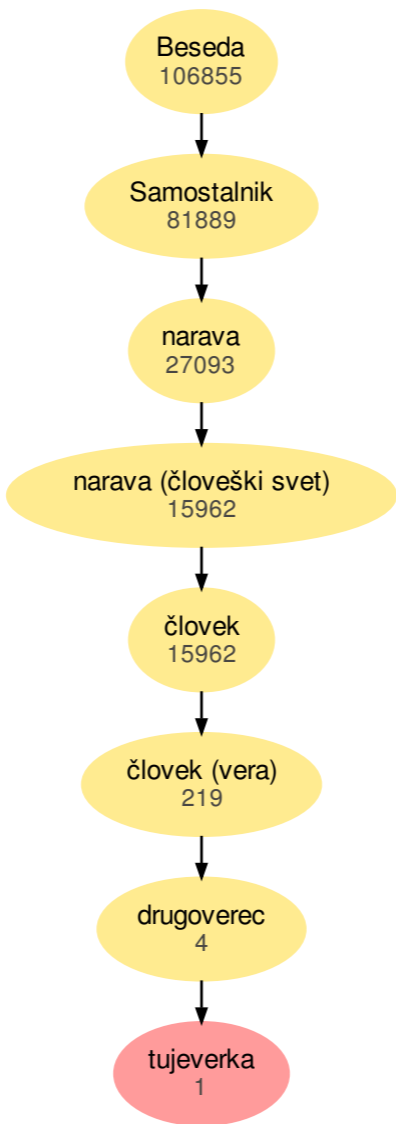 Beseda
106855
Samostalnik
81889
narava
27093
narava (človeški svet)
15962
človek
15962
človek (vera)
219
drugoverec
4
tujeverka
1